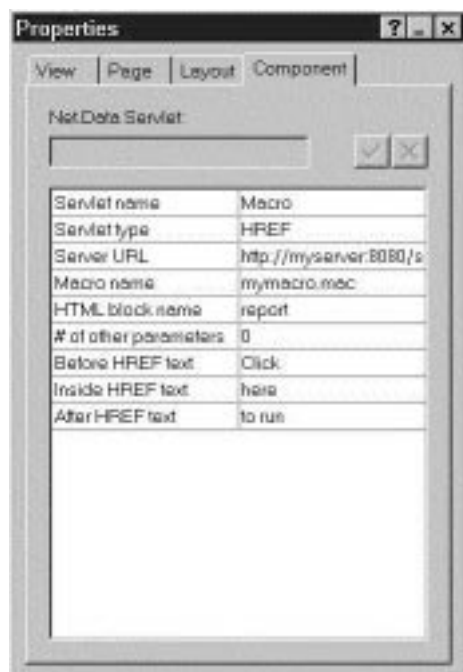 Properties
View Page Layout Component
Net.Data Servlet:
Servlet name Macro
Servlet type HREF
Server URL http://myserver:8080/s
Macro name mymacro.mac
HTML block name report
# of other parameters 0
Before HREF text Click
Inside HREF text here
After HREF text to run